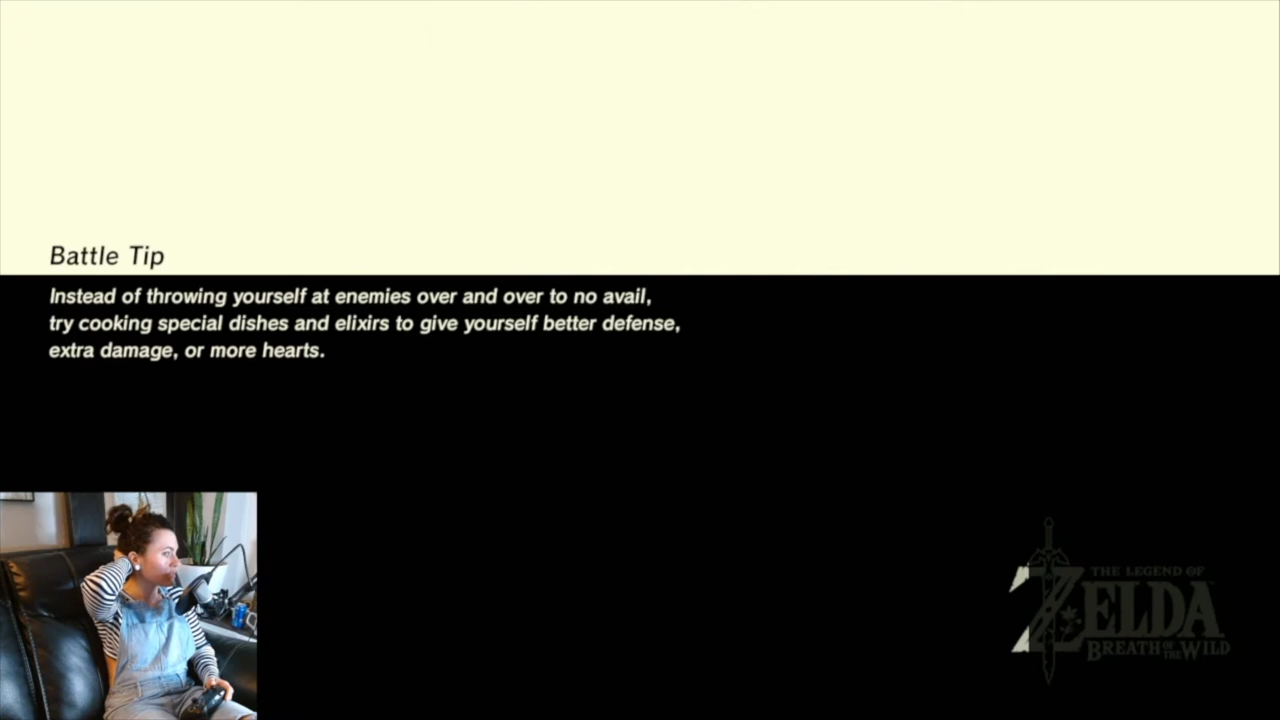 Battle Tip
Instead of throwing yourself at enemies over and over to no avail,
try cooking special dishes and elixirs to give yourself better defense,
extra damage, or more hearts.
THE LEGEND OF
ZELDA
BREATH OF THE WILD